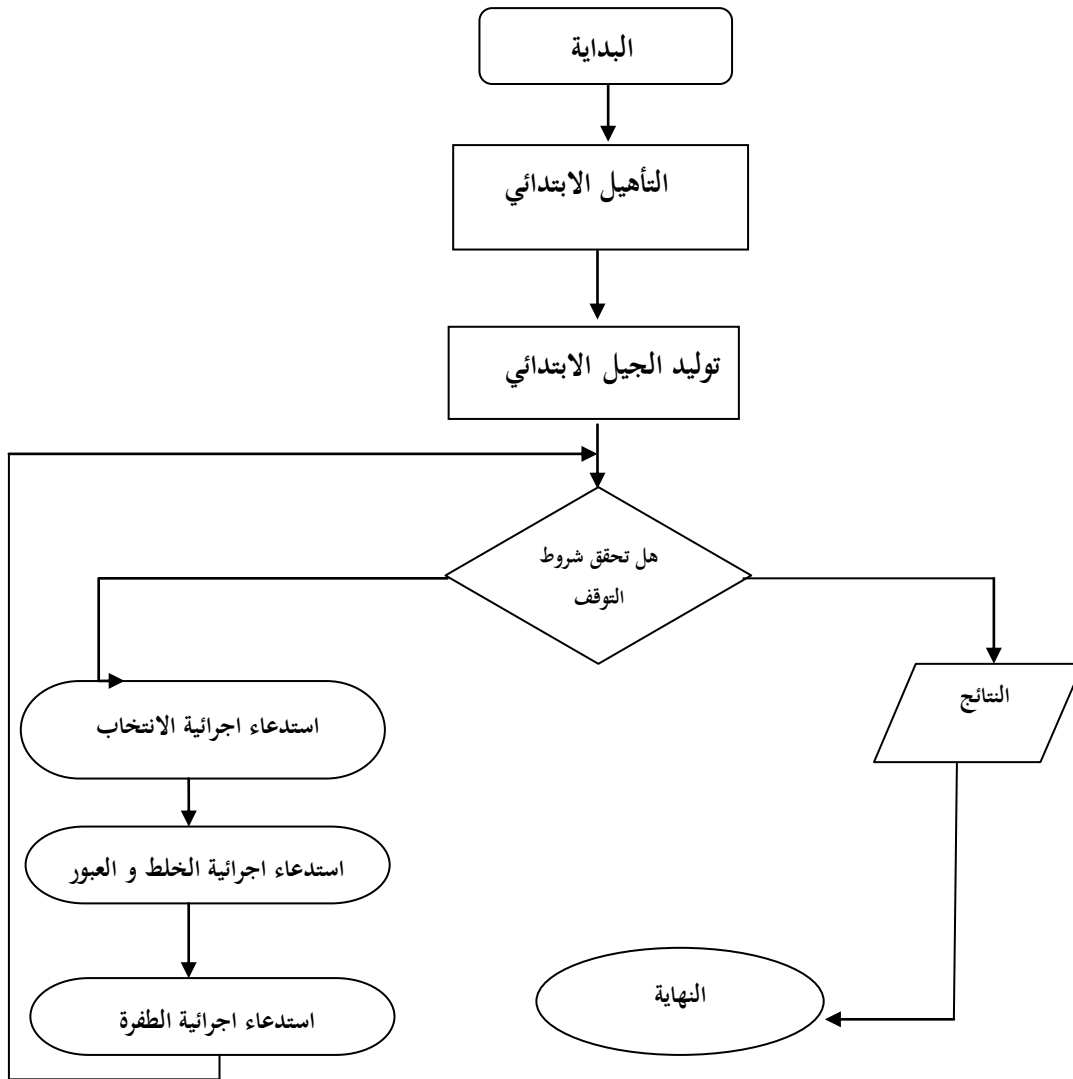 البداية
التأهيل الابتدائي
توليد الجيل الابتدائي
هل تحقق شروط
التوقف
النتائج
استدعاء اجرائية الانتخاب
استدعاء اجرائية الخلط و العبور
استدعاء اجرائية الطفرة
النهاية